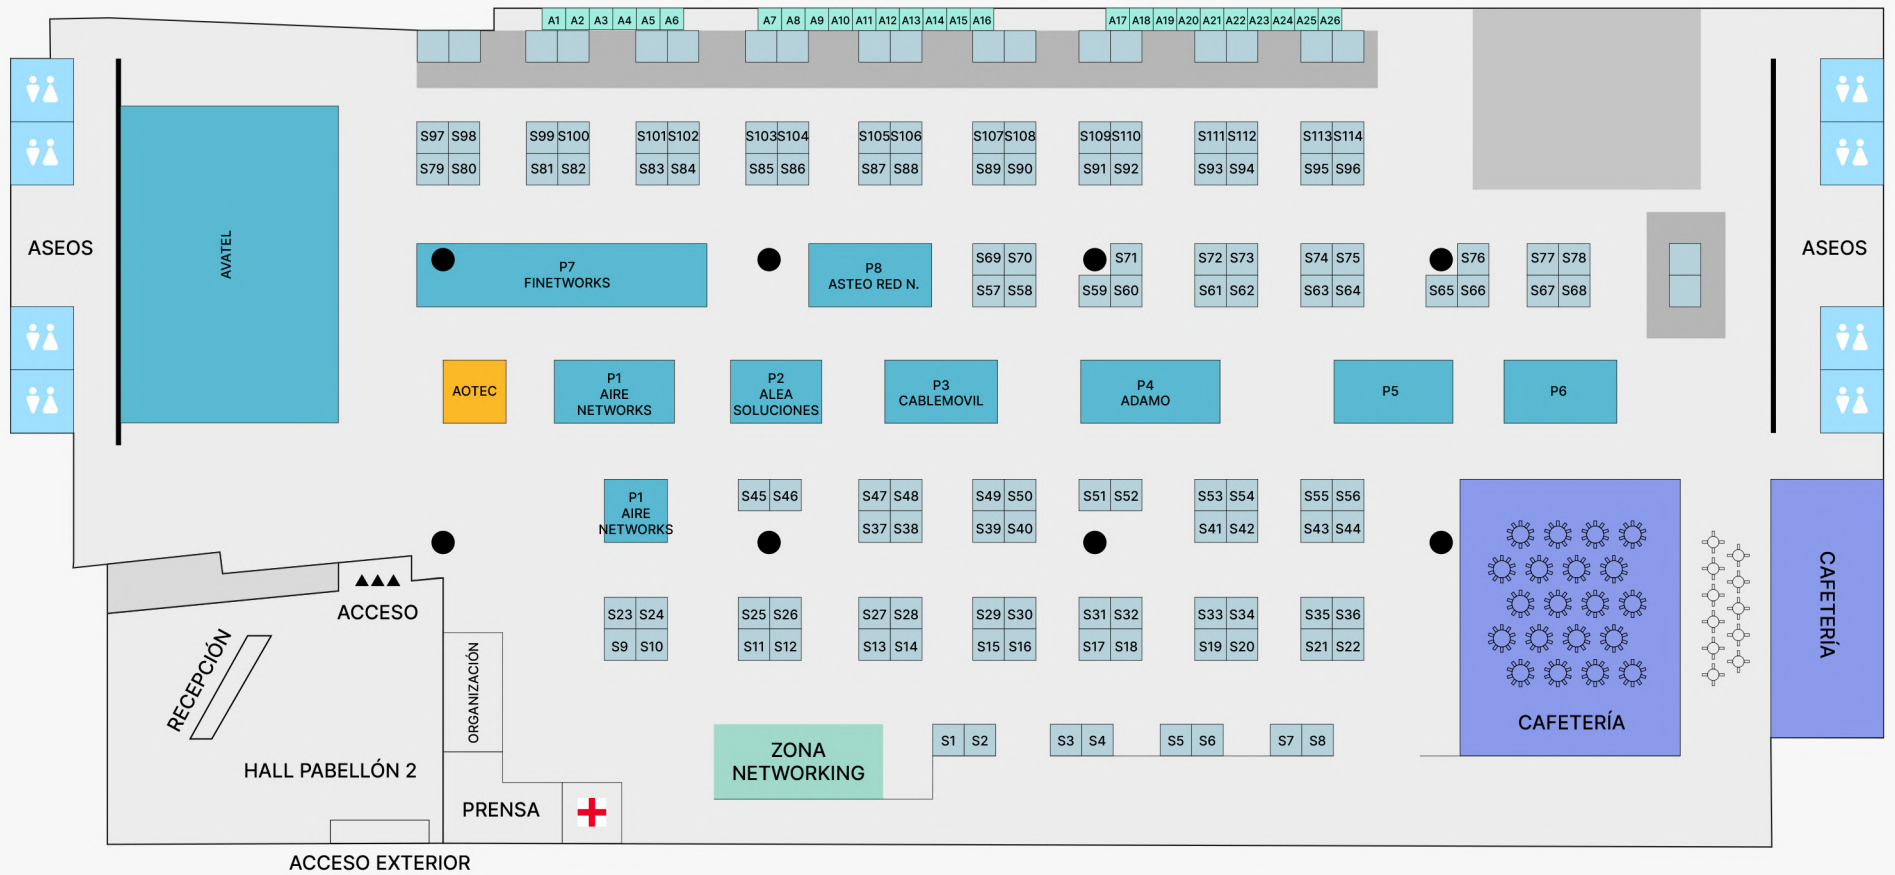 A1 A2 A3 A4 A5 A6 A7 A8 A9 A10 A11 A12 A13 A14 A15 A16 A17 A18 A19 A20 A21 A22 A23 A24 A25 A26
S97 S98 S99 S100 S101 S102 S103 S104 S105 S106 S107 S108 S109 S110 S111 S112 S113 S114
S79 S80 S81 S82 S83 S84 S85 S86 S87 S88 S89 S90 S91 S92 S93 S94 S95 S96
ASEOS
AVATEL
P7
FINETWORKS
P8
ASTEO RED N.
S69 S70 S71 S72 S73 S74 S75 S76 S77 S78
S57 S58 S59 S60 S61 S62 S63 S64 S65 S66 S67 S68
ASEOS
AOTEC
P1
AIRE
NETWORKS
P2
ALEA
SOLUCIONES
P3
CABLEMOVIL
P4
ADAMO
P5
P6
P1
AIRE
NETWORKS
S45 S46 S47 S48 S49 S50 S51 S52 S53 S54 S55 S56
S37 S38 S39 S40 S41 S42 S43 S44
ACCESO
S23 S24 S25 S26 S27 S28 S29 S30 S31 S32 S33 S34 S35 S36
S9 S10 S11 S12 S13 S14 S15 S16 S17 S18 S19 S20 S21 S22
CAFETERÍA
CAFETERÍA
RECEPCIÓN
ORGANIZACIÓN
HALL PABELLÓN 2
ZONA
NETWORKING
S1 S2 S3 S4 S5 S6 S7 S8
PRENSA
ACCESO EXTERIOR